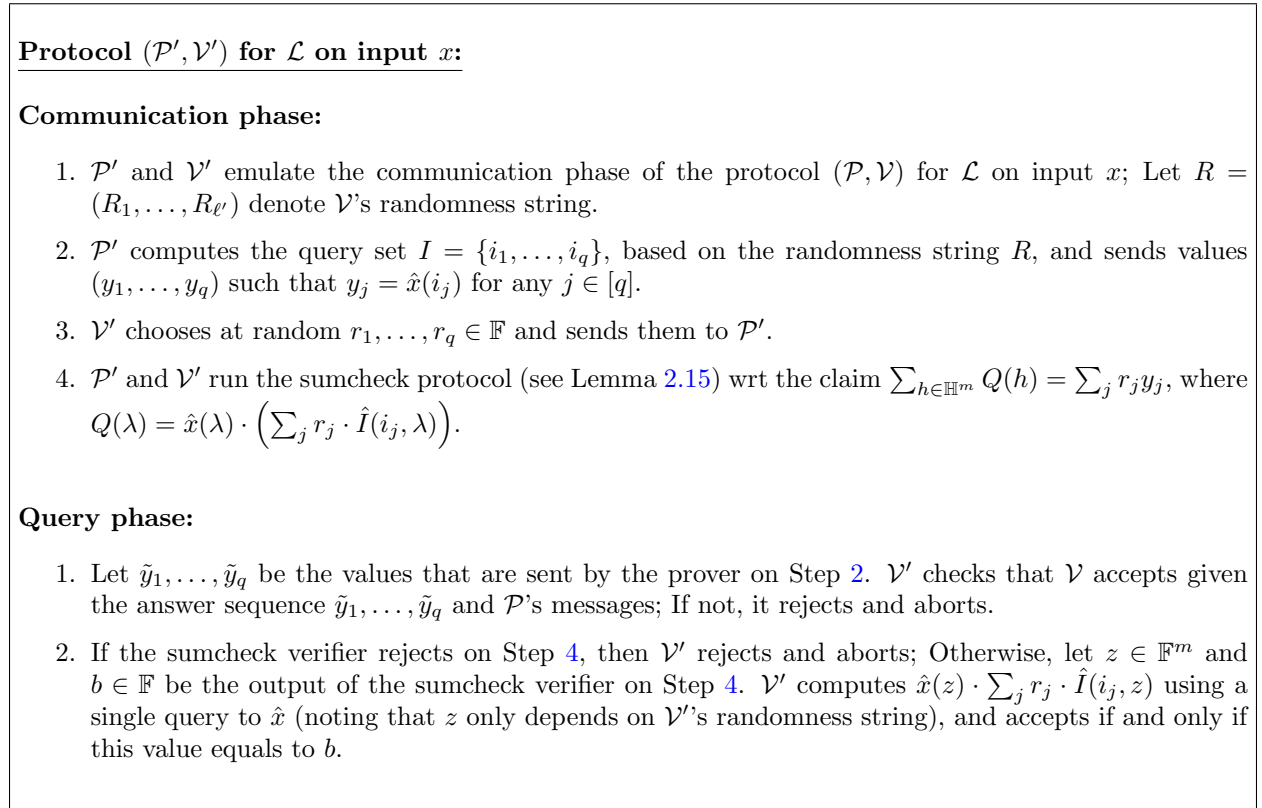 Protocol (𝒫′, 𝒱′) for ℒ on input x:
Communication phase:
1. 𝒫′ and 𝒱′ emulate the communication phase of the protocol (𝒫, 𝒱) for ℒ on input x; Let R =
(R₁, . . . , R_{ℓ′}) denote 𝒱's randomness string.
2. 𝒫′ computes the query set I = {i₁, . . . , i_q}, based on the randomness string R, and sends values
(y₁, . . . , y_q) such that y_j = x̂(i_j) for any j ∈ [q].
3. 𝒱′ chooses at random r₁, . . . , r_q ∈ 𝔽 and sends them to 𝒫′.
4. 𝒫′ and 𝒱′ run the sumcheck protocol (see Lemma 2.15) wrt the claim ∑_{h∈ℍ^m} Q(h) = ∑_j r_j y_j, where
Q(λ) = x̂(λ) · (∑_j r_j · Î(i_j, λ)).
Query phase:
1. Let ỹ₁, . . . , ỹ_q be the values that are sent by the prover on Step 2. 𝒱′ checks that 𝒱 accepts given
the answer sequence ỹ₁, . . . , ỹ_q and 𝒫's messages; If not, it rejects and aborts.
2. If the sumcheck verifier rejects on Step 4, then 𝒱′ rejects and aborts; Otherwise, let z ∈ 𝔽^m and
b ∈ 𝔽 be the output of the sumcheck verifier on Step 4. 𝒱′ computes x̂(z) · ∑_j r_j · Î(i_j, z) using a
single query to x̂ (noting that z only depends on 𝒱′'s randomness string), and accepts if and only if
this value equals to b.